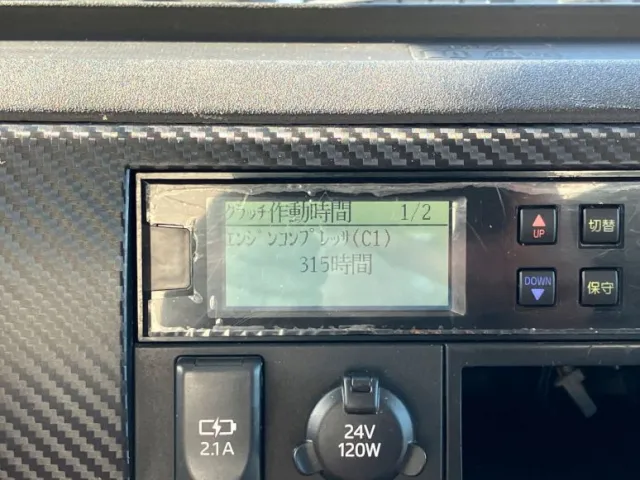 ｸﾗｯﾁ作動時間 1/2
ｴﾝｼﾞﾝｺﾝﾌﾟﾚｯｻ(C1)
315時間
UP
切替
DOWN
保守
2.1A
24V
120W